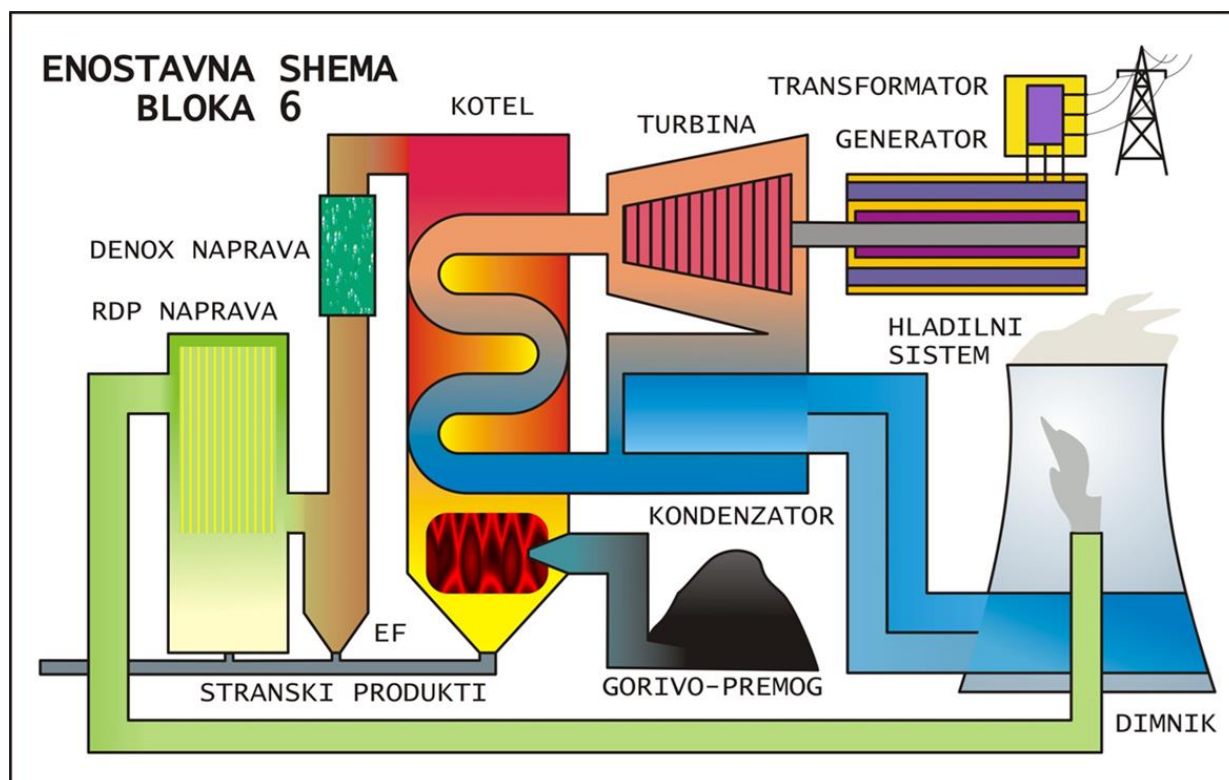 ENOSTAVNA SHEMA
BLOKA 6
KOTEL
TURBINA
TRANSFORMATOR
GENERATOR
DENOX NAPRAVA
RDP NAPRAVA
HLADILNI
SISTEM
KONDENZATOR
EF
STRANSKI PRODUKTI
GORIVO-PREMOG
DIMNIK